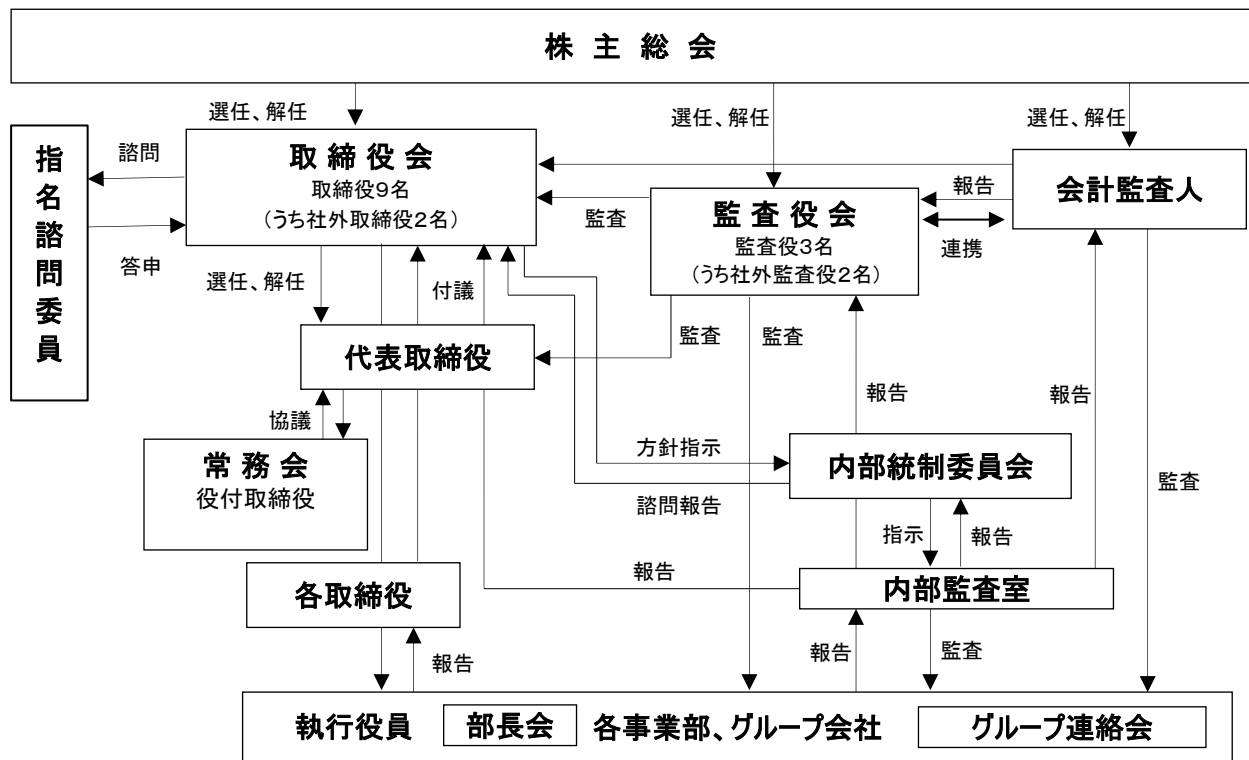 株 主 総 会
選任、解任
選任、解任
選任、解任
指名諮問委員
諮問
答申
取 締 役 会
取締役9名
(うち社外取締役2名)
監査
監 査 役 会
監査役3名
(うち社外監査役2名)
報告
連携
会計監査人
選任、解任
付議
代表取締役
監査
監査
報告
報告
協議
常 務 会
役付取締役
方針指示
諮問報告
内部統制委員会
監査
指示
報告
報告
内部監査室
各取締役
報告
報告
監査
執行役員
部長会
各事業部、グループ会社
グループ連絡会